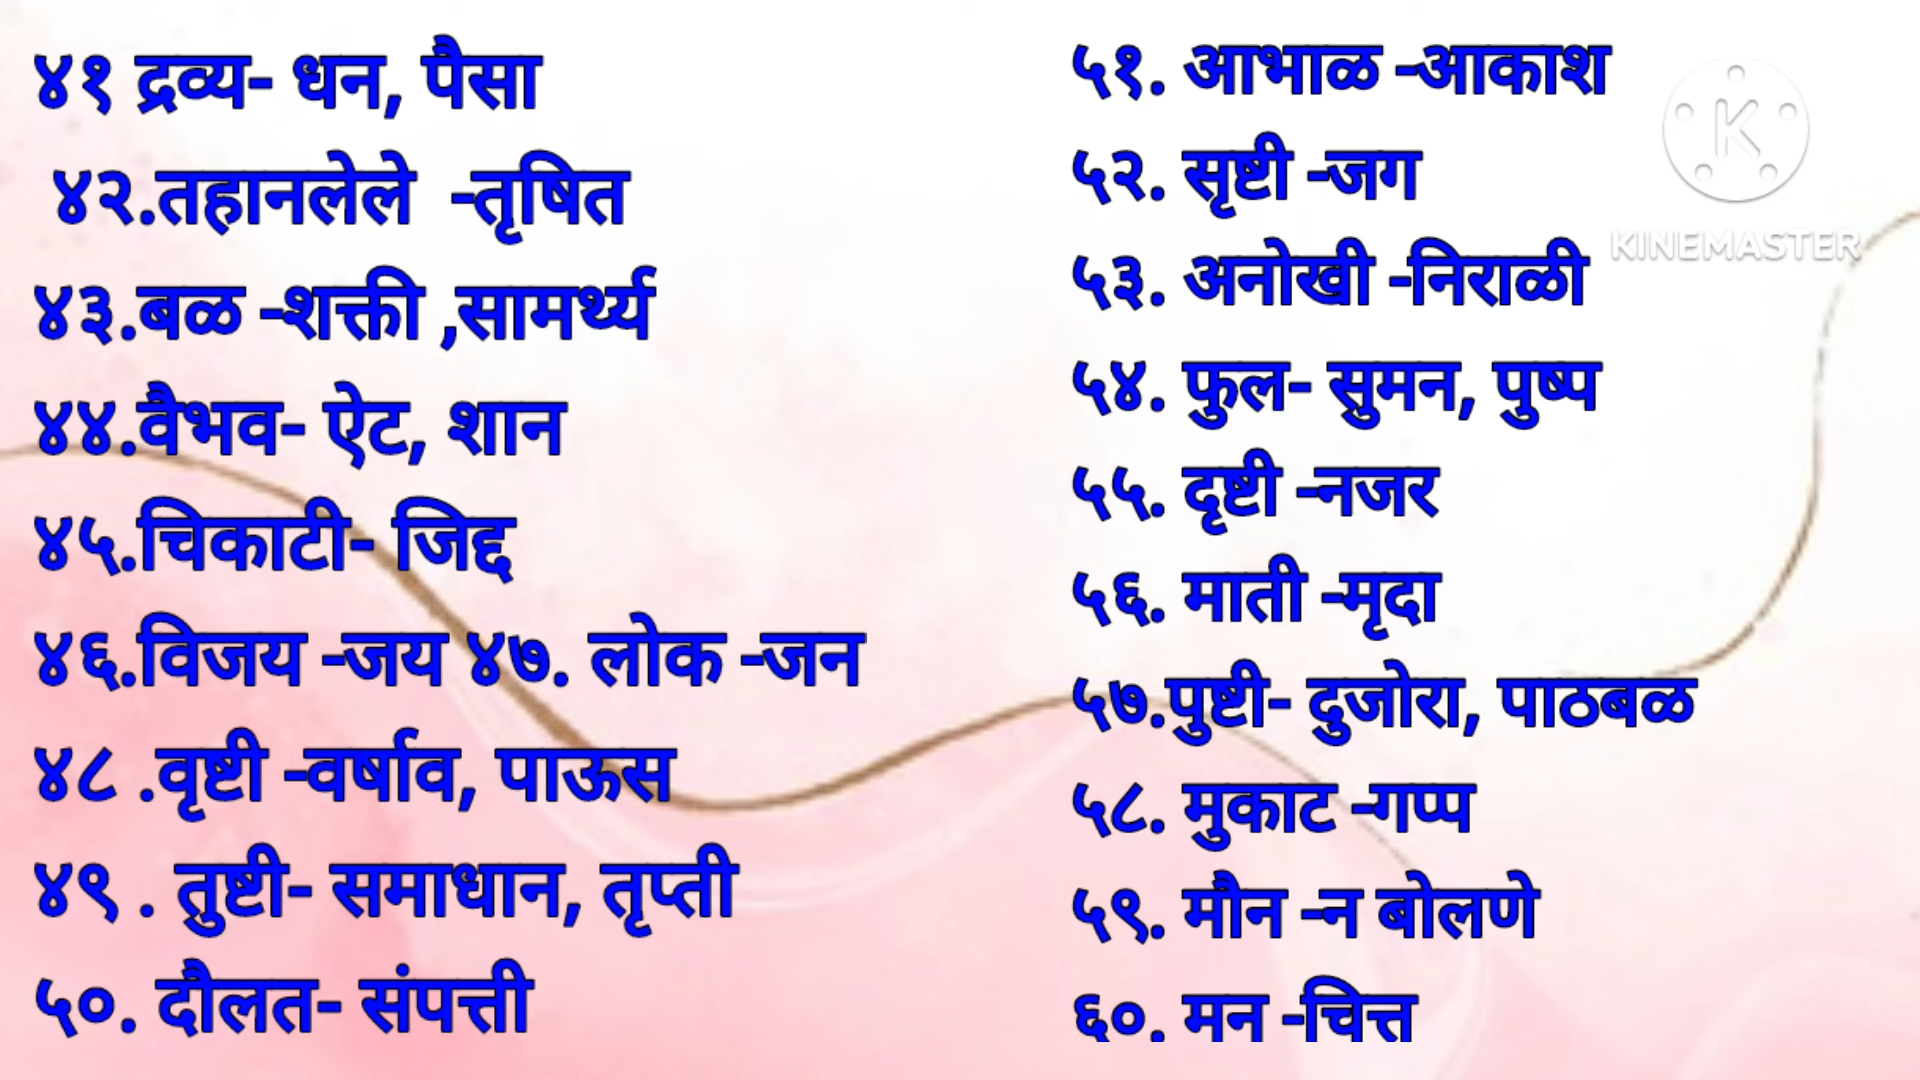 ४१ द्रव्य- धन, पैसा
४२.तहानलेले -तृषित
४३.बळ -शक्ती ,सामर्थ्य
४४.वैभव- ऐट, शान
४५.चिकाटी- जिद्द
४६.विजय -जय ४७. लोक -जन
४८ .वृष्टी -वर्षाव, पाऊस
४९ . तुष्टी- समाधान, तृप्ती
५०. दौलत- संपत्ती
५१. आभाळ -आकाश
५२. सृष्टी -जग
५३. अनोखी -निराळी
५४. फुल- सुमन, पुष्प
५५. दृष्टी -नजर
५६. माती -मृदा
५७.पुष्टी- दुजोरा, पाठबळ
५८. मुकाट -गप्प
५९. मौन -न बोलणे
६०. मन -चित्त
K
KINEMASTER